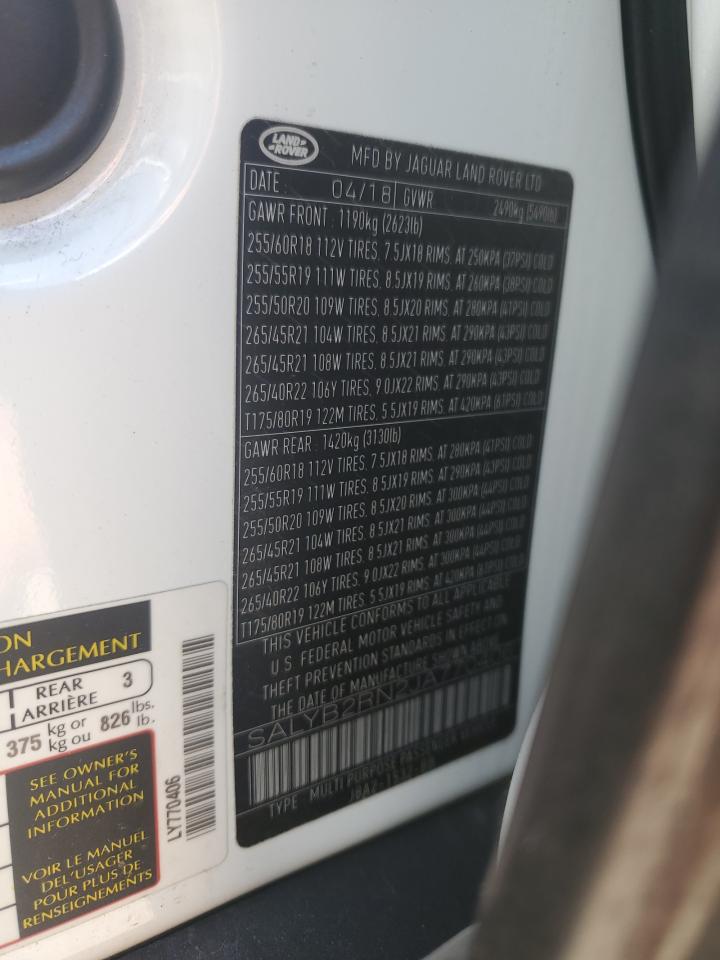 LAND ROVER
MFD BY JAGUAR LAND ROVER LTD
DATE 04/18 GVWR 2490kg (5490lb)
GAWR FRONT : 1190kg (2623lb)
255/60R18 112V TIRES, 7.5JX18 RIMS, AT 250KPA (37PSI) COLD
255/55R19 111W TIRES, 8.5JX19 RIMS, AT 260KPA (38PSI) COLD
255/50R20 109W TIRES, 8.5JX20 RIMS, AT 280KPA (41PSI) COLD
265/45R21 104W TIRES, 8.5JX21 RIMS, AT 290KPA (43PSI) COLD
265/45R21 108W TIRES, 8.5JX21 RIMS, AT 290KPA (43PSI) COLD
265/40R22 106Y TIRES, 9.0JX22 RIMS, AT 290KPA (43PSI) COLD
T175/80R19 122M TIRES, 5.5JX19 RIMS, AT 420KPA (61PSI) COLD
GAWR REAR : 1420kg (3130lb)
255/60R18 112V TIRES, 7.5JX18 RIMS, AT 280KPA (41PSI) COLD
255/55R19 111W TIRES, 8.5JX19 RIMS, AT 290KPA (43PSI) COLD
255/50R20 109W TIRES, 8.5JX20 RIMS, AT 300KPA (44PSI) COLD
265/45R21 104W TIRES, 8.5JX21 RIMS, AT 300KPA (44PSI) COLD
265/45R21 108W TIRES, 8.5JX21 RIMS, AT 300KPA (44PSI) COLD
265/40R22 106Y TIRES, 9.0JX22 RIMS, AT 300KPA (44PSI) COLD
T175/80R19 122M TIRES, 5.5JX19 RIMS, AT 420KPA (61PSI) COLD
THIS VEHICLE CONFORMS TO ALL APPLICABLE
U.S. FEDERAL MOTOR VEHICLE SAFETY AND
THEFT PREVENTION STANDARDS IN EFFECT ON
THE DATE OF MANUFACTURE SHOWN ABOVE
TYPE MULTI PURPOSE PASSENGER
ON
HARGEMENT
REAR 3
ARRIÈRE
375 kg or 826 lbs.
kg ou lb.
SEE OWNER'S
MANUAL FOR
ADDITIONAL
INFORMATION
VOIR LE MANUEL
DEL'USAGER
POUR PLUS DE
RENSEIGNEMENTS
LY770406